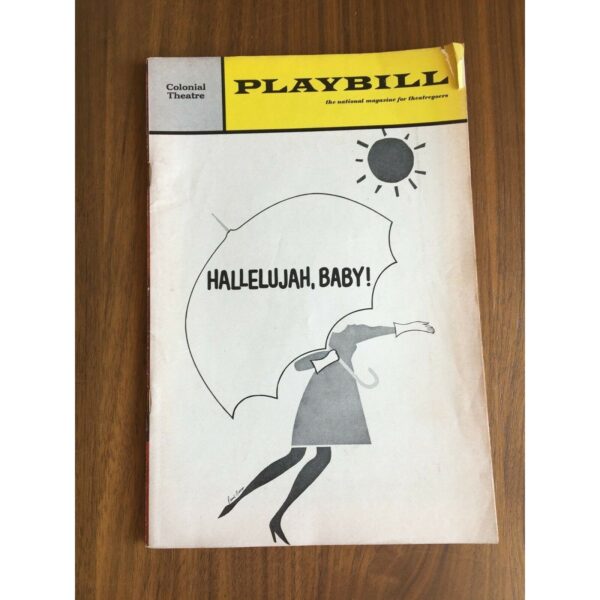 Colonial
Theatre
PLAYBILL
the national magazine for theatregoers
HALLELUJAH, BABY!